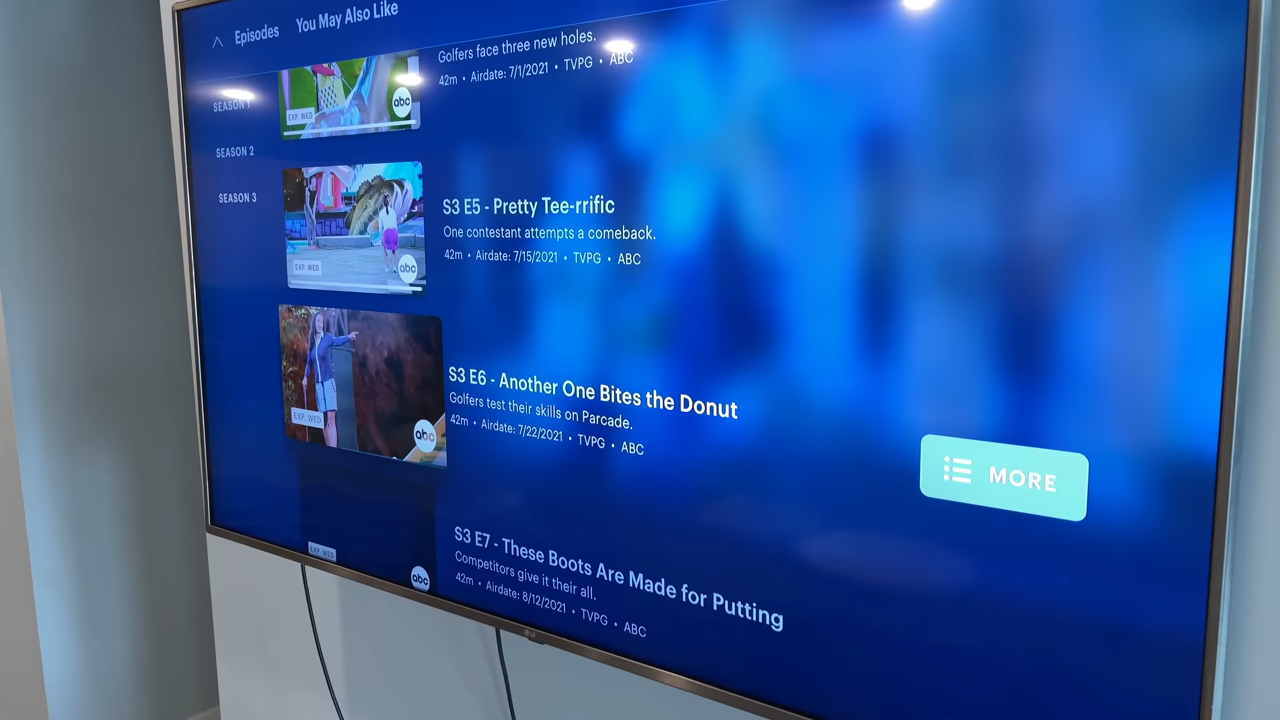 Episodes
You May Also Like
SEASON 1
SEASON 2
SEASON 3
EXP. WED
abc
Golfers face three new holes.
42m • Airdate: 7/1/2021 • TVPG • ABC
EXP. WED
abc
S3 E5 - Pretty Tee-rrific
One contestant attempts a comeback.
42m • Airdate: 7/15/2021 • TVPG • ABC
EXP. WED
abc
S3 E6 - Another One Bites the Donut
Golfers test their skills on Parcade.
42m • Airdate: 7/22/2021 • TVPG • ABC
MORE
EXP. WED
abc
S3 E7 - These Boots Are Made for Putting
Competitors give it their all.
42m • Airdate: 8/12/2021 • TVPG • ABC
LG